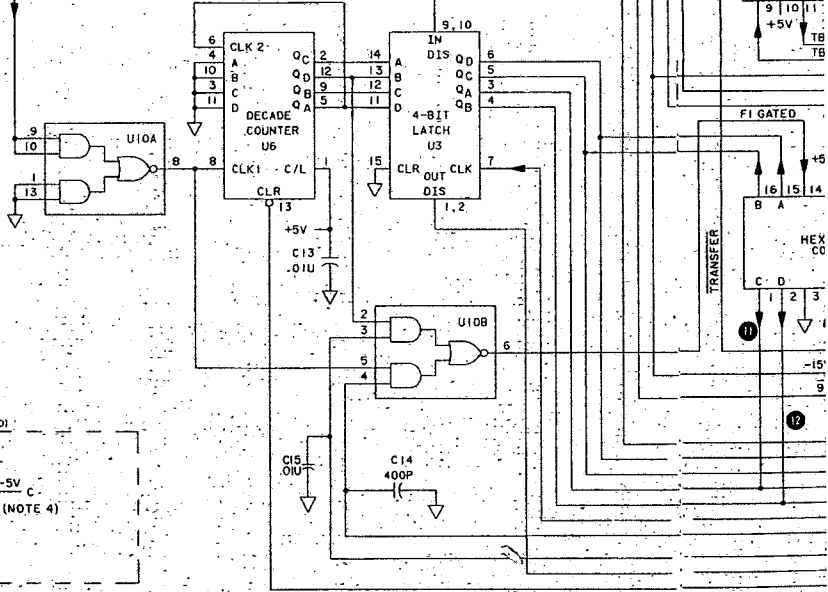 9 10 11
+5V
TB
TB
9, 10
6 CLK 2
4 A
10 B
3 C
11 D
QC 2
QD 12
QB 9
QA 5
DECADE
COUNTER
U6
8 CLK1
C/L 1
CLR
13
14 A
13 B
12 C
11 D
IN
DIS
QD 6
QC 5
QA 3
QB 4
4-BIT
LATCH
U3
15 CLR
OUT
DIS
CLK 7
1, 2
9
10
1
13
U10A
8
+5V
C13
.01U
F1 GATED
+5
16 15 14
B A
HEX
CO
C D
1 2 3
TRANSFER
11
12
-15V
9
2
3
5
4
U10B
6
C15
.01U
C14
400P
-5V
C
(NOTE 4)